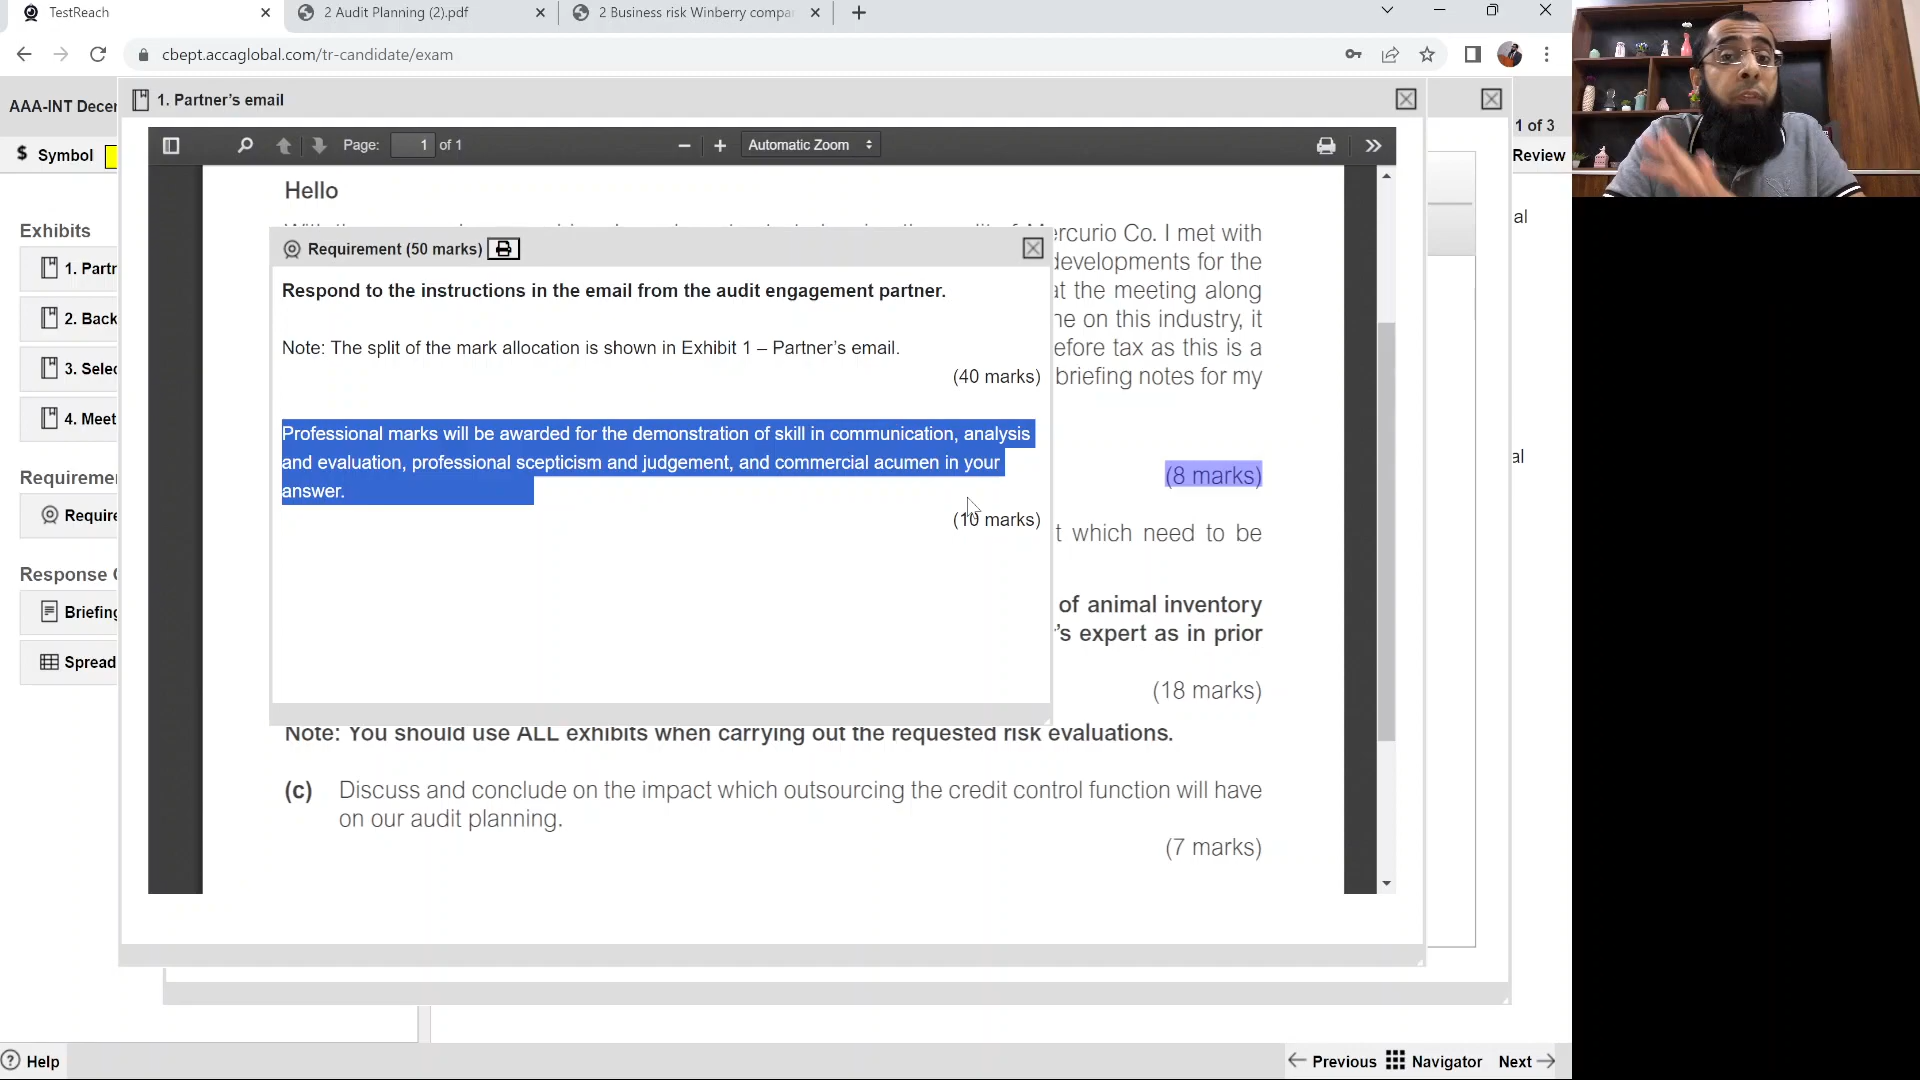 TestReach
2 Audit Planning (2).pdf
2 Business risk Winberry compa
cbept.accaglobal.com/tr-candidate/exam
AAA-INT Decem
1. Partner's email
1 of 3
$ Symbol
Page: 1 of 1
Automatic Zoom
Review
Hello
Exhibits
1. Partr
2. Back
3. Selec
4. Meet
Requirement (50 marks)
ercurio Co. I met with
developments for the
at the meeting along
ne on this industry, it
efore tax as this is a
briefing notes for my
al
Respond to the instructions in the email from the audit engagement partner.
Note: The split of the mark allocation is shown in Exhibit 1 – Partner's email.
(40 marks)
Professional marks will be awarded for the demonstration of skill in communication, analysis
and evaluation, professional scepticism and judgement, and commercial acumen in your
answer.
(10 marks)
(8 marks)
al
Requiremen
Require
t which need to be
Response
Briefing
of animal inventory
's expert as in prior
Spread
(18 marks)
Note: You should use ALL exhibits when carrying out the requested risk evaluations.
(c) Discuss and conclude on the impact which outsourcing the credit control function will have
on our audit planning.
(7 marks)
Help
Previous
Navigator
Next